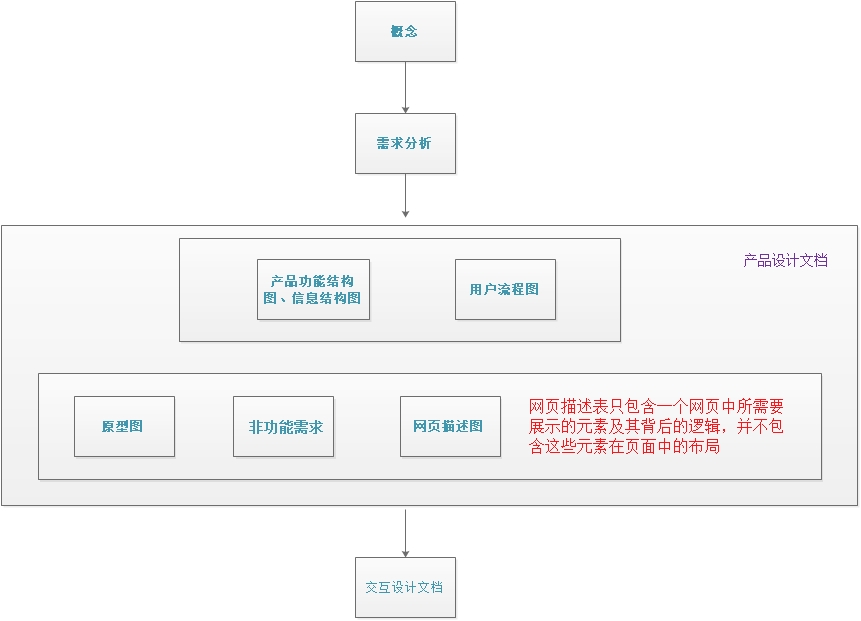 概念
需求分析
产品设计文档
产品功能结构
图、信息结构图
用户流程图
原型图
非功能需求
网页描述图
网页描述表只包含一个网页中所需要
展示的元素及其背后的逻辑，并不包
含这些元素在页面中的布局
交互设计文档